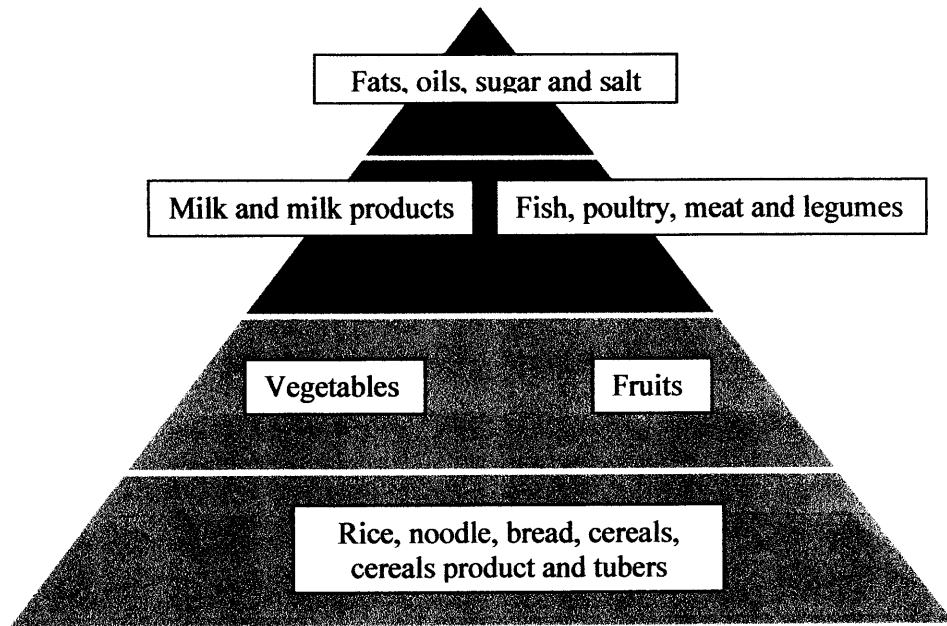 Fats, oils, sugar and salt
Milk and milk products
Fish, poultry, meat and legumes
Vegetables
Fruits
Rice, noodle, bread, cereals,
cereals product and tubers